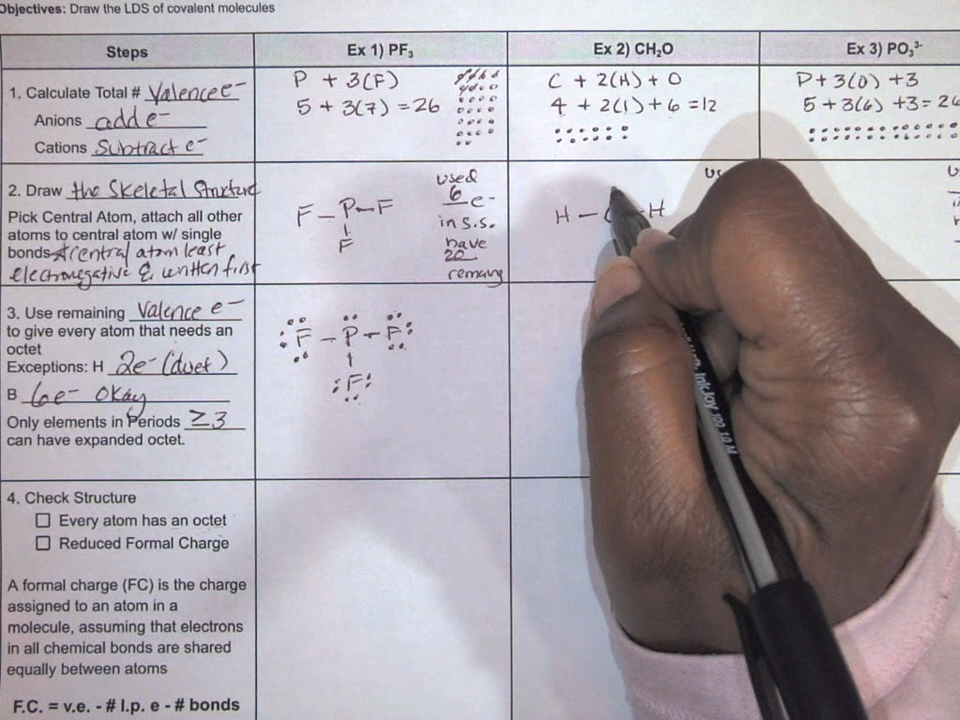 Objectives: Draw the LDS of covalent molecules
Steps
Ex 1) PF₃
Ex 2) CH₂O
Ex 3) PO₃³⁻
1. Calculate Total # Valence e⁻
Anions add e⁻
Cations Subtract e⁻
P + 3(F)
5 + 3(7) = 26
C + 2(H) + O
4 + 2(1) + 6 = 12
P + 3(O) + 3
5 + 3(6) + 3 = 26
2. Draw the Skeletal Structure
Pick Central Atom, attach all other
atoms to central atom w/ single
bonds * central atom least
electronegative & written first
F – P – F
F
used
6 e⁻
in s.s.
have
20
remaing
H – C – H
3. Use remaining Valence e⁻
to give every atom that needs an
octet
Exceptions: H 2e⁻ (duet)
B 6e⁻ okay
Only elements in Periods ≥3
can have expanded octet.
F – P – F
F
4. Check Structure
Every atom has an octet
Reduced Formal Charge
A formal charge (FC) is the charge
assigned to an atom in a
molecule, assuming that electrons
in all chemical bonds are shared
equally between atoms
F.C. = v.e. - # l.p. e - # bonds
InkJoy 100 1.0 M